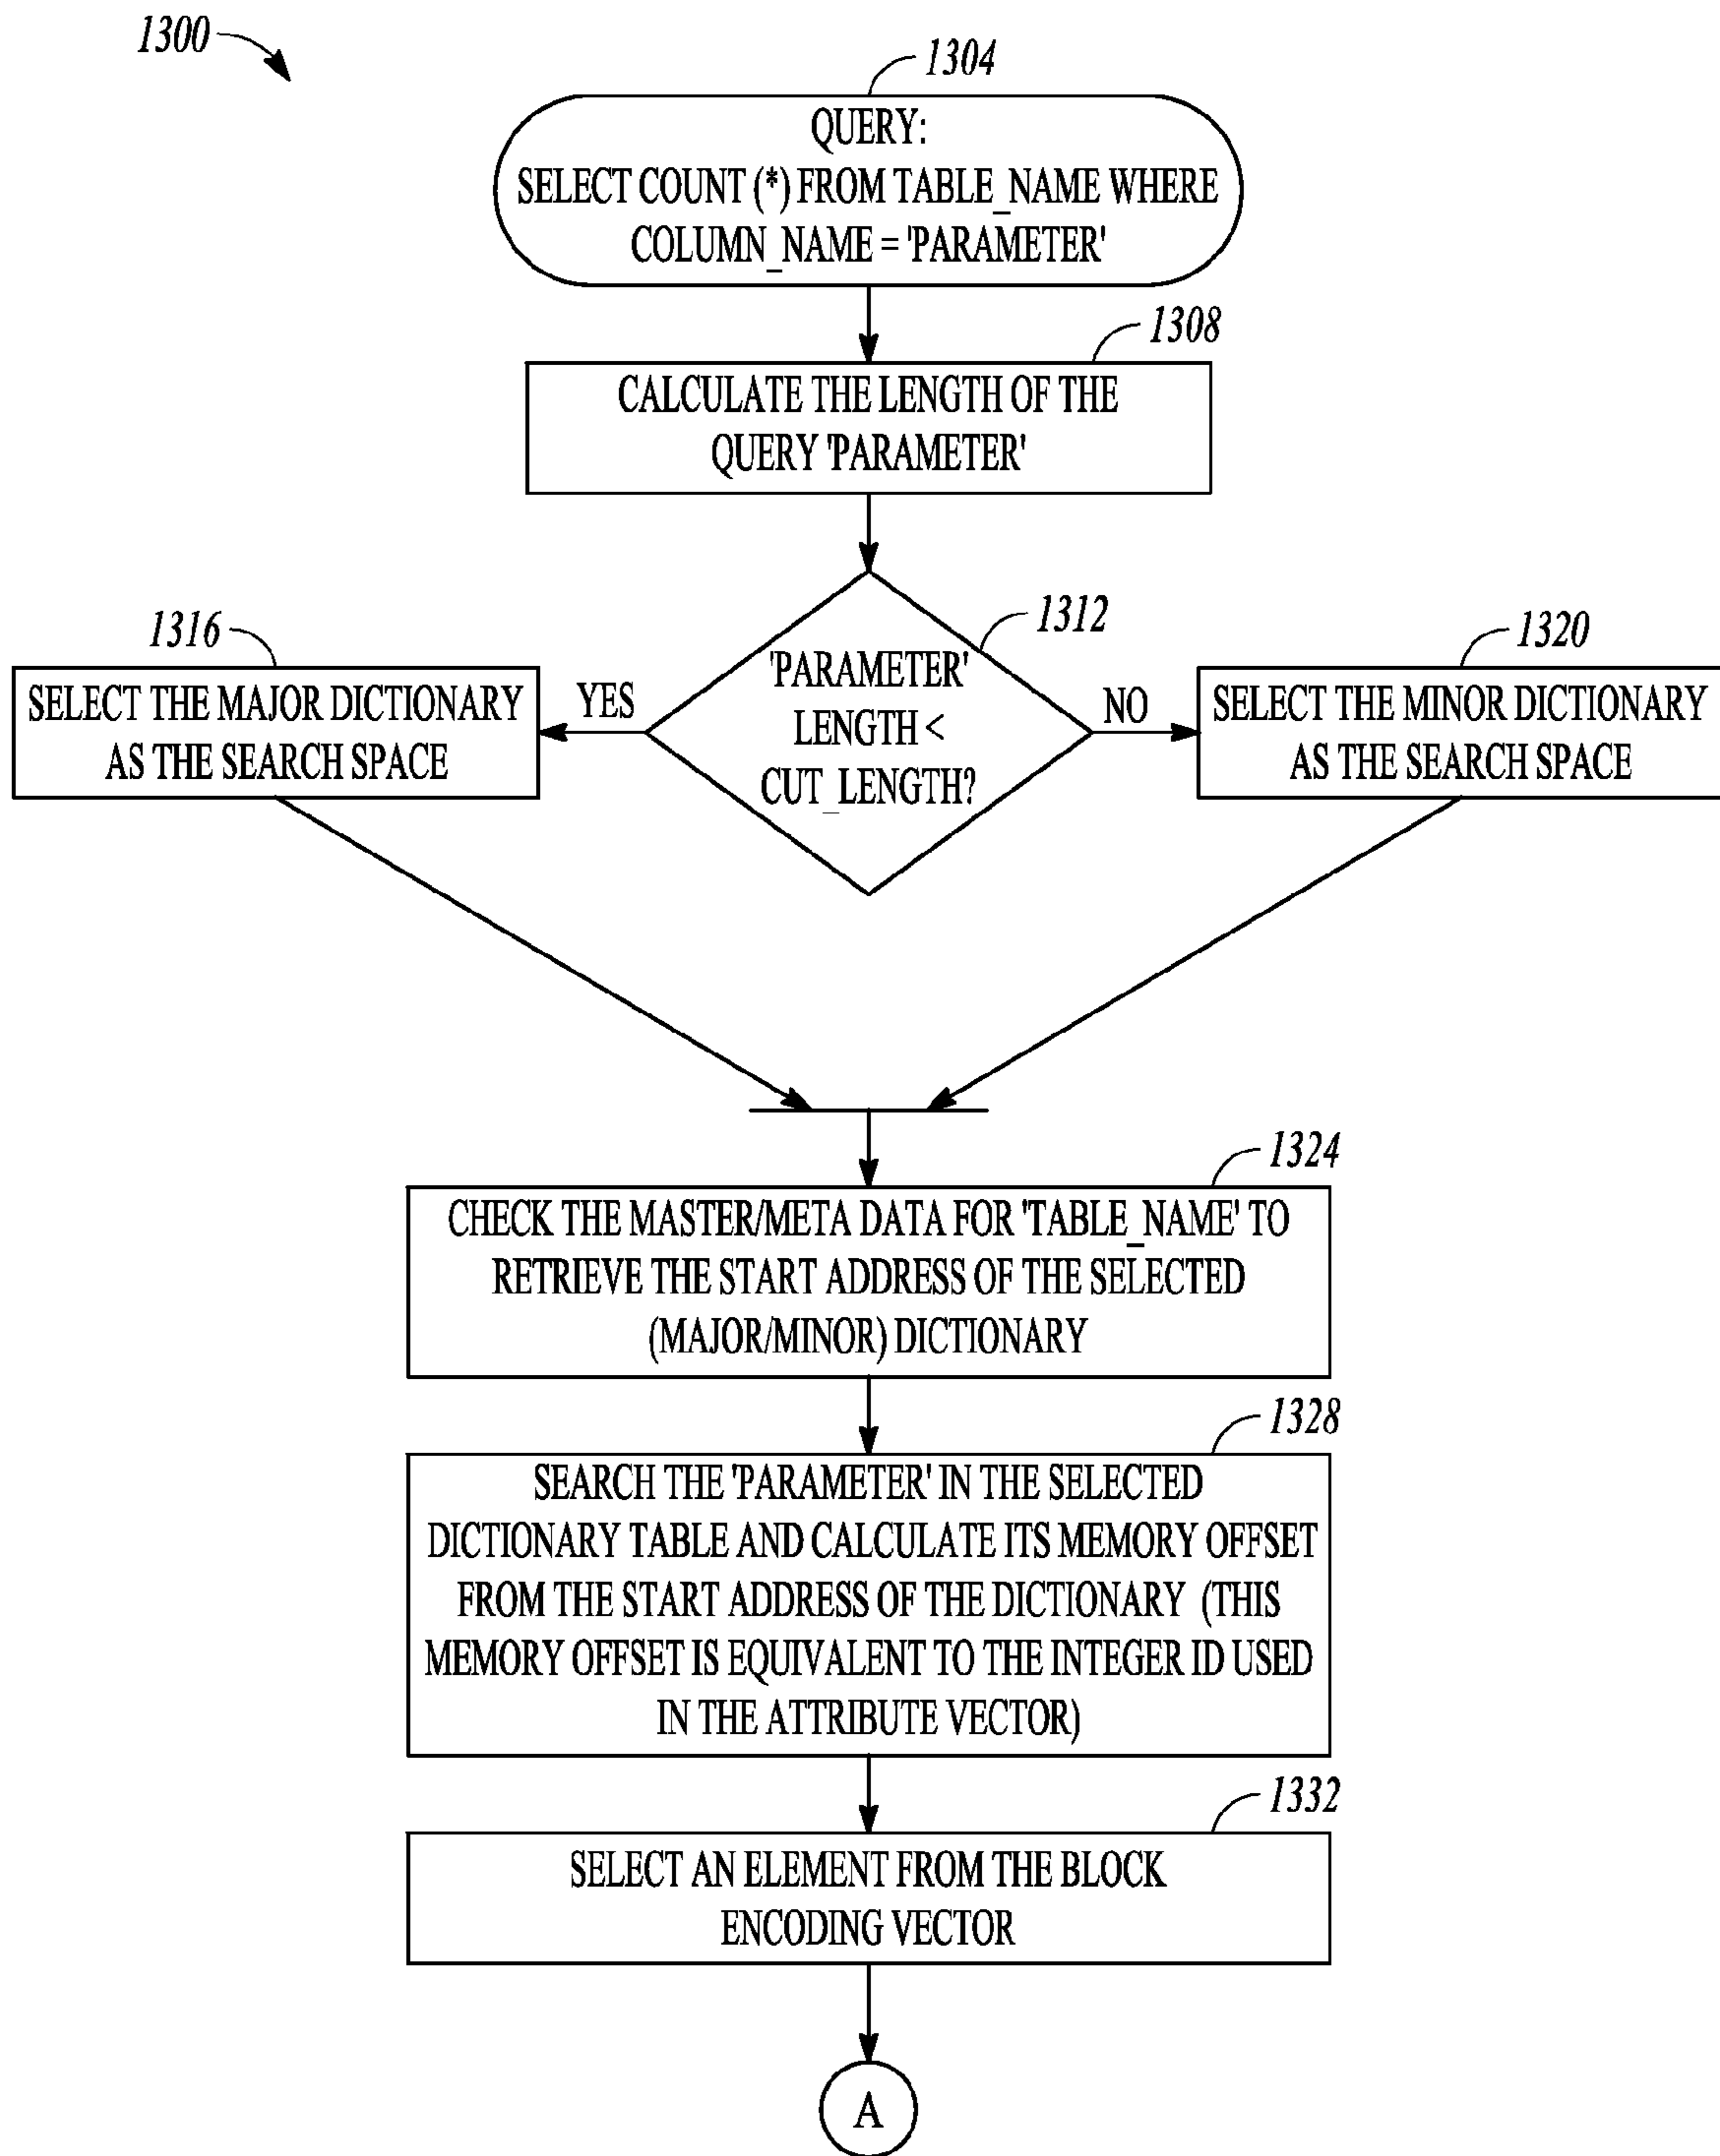 1300
1304
QUERY:
SELECT COUNT (*) FROM TABLE_NAME WHERE
COLUMN_NAME = 'PARAMETER'
1308
CALCULATE THE LENGTH OF THE
QUERY 'PARAMETER'
1312
'PARAMETER'
LENGTH <
CUT_LENGTH?
YES
NO
1316
SELECT THE MAJOR DICTIONARY
AS THE SEARCH SPACE
1320
SELECT THE MINOR DICTIONARY
AS THE SEARCH SPACE
1324
CHECK THE MASTER/META DATA FOR 'TABLE_NAME' TO
RETRIEVE THE START ADDRESS OF THE SELECTED
(MAJOR/MINOR) DICTIONARY
1328
SEARCH THE 'PARAMETER' IN THE SELECTED
DICTIONARY TABLE AND CALCULATE ITS MEMORY OFFSET
FROM THE START ADDRESS OF THE DICTIONARY (THIS
MEMORY OFFSET IS EQUIVALENT TO THE INTEGER ID USED
IN THE ATTRIBUTE VECTOR)
1332
SELECT AN ELEMENT FROM THE BLOCK
ENCODING VECTOR
A